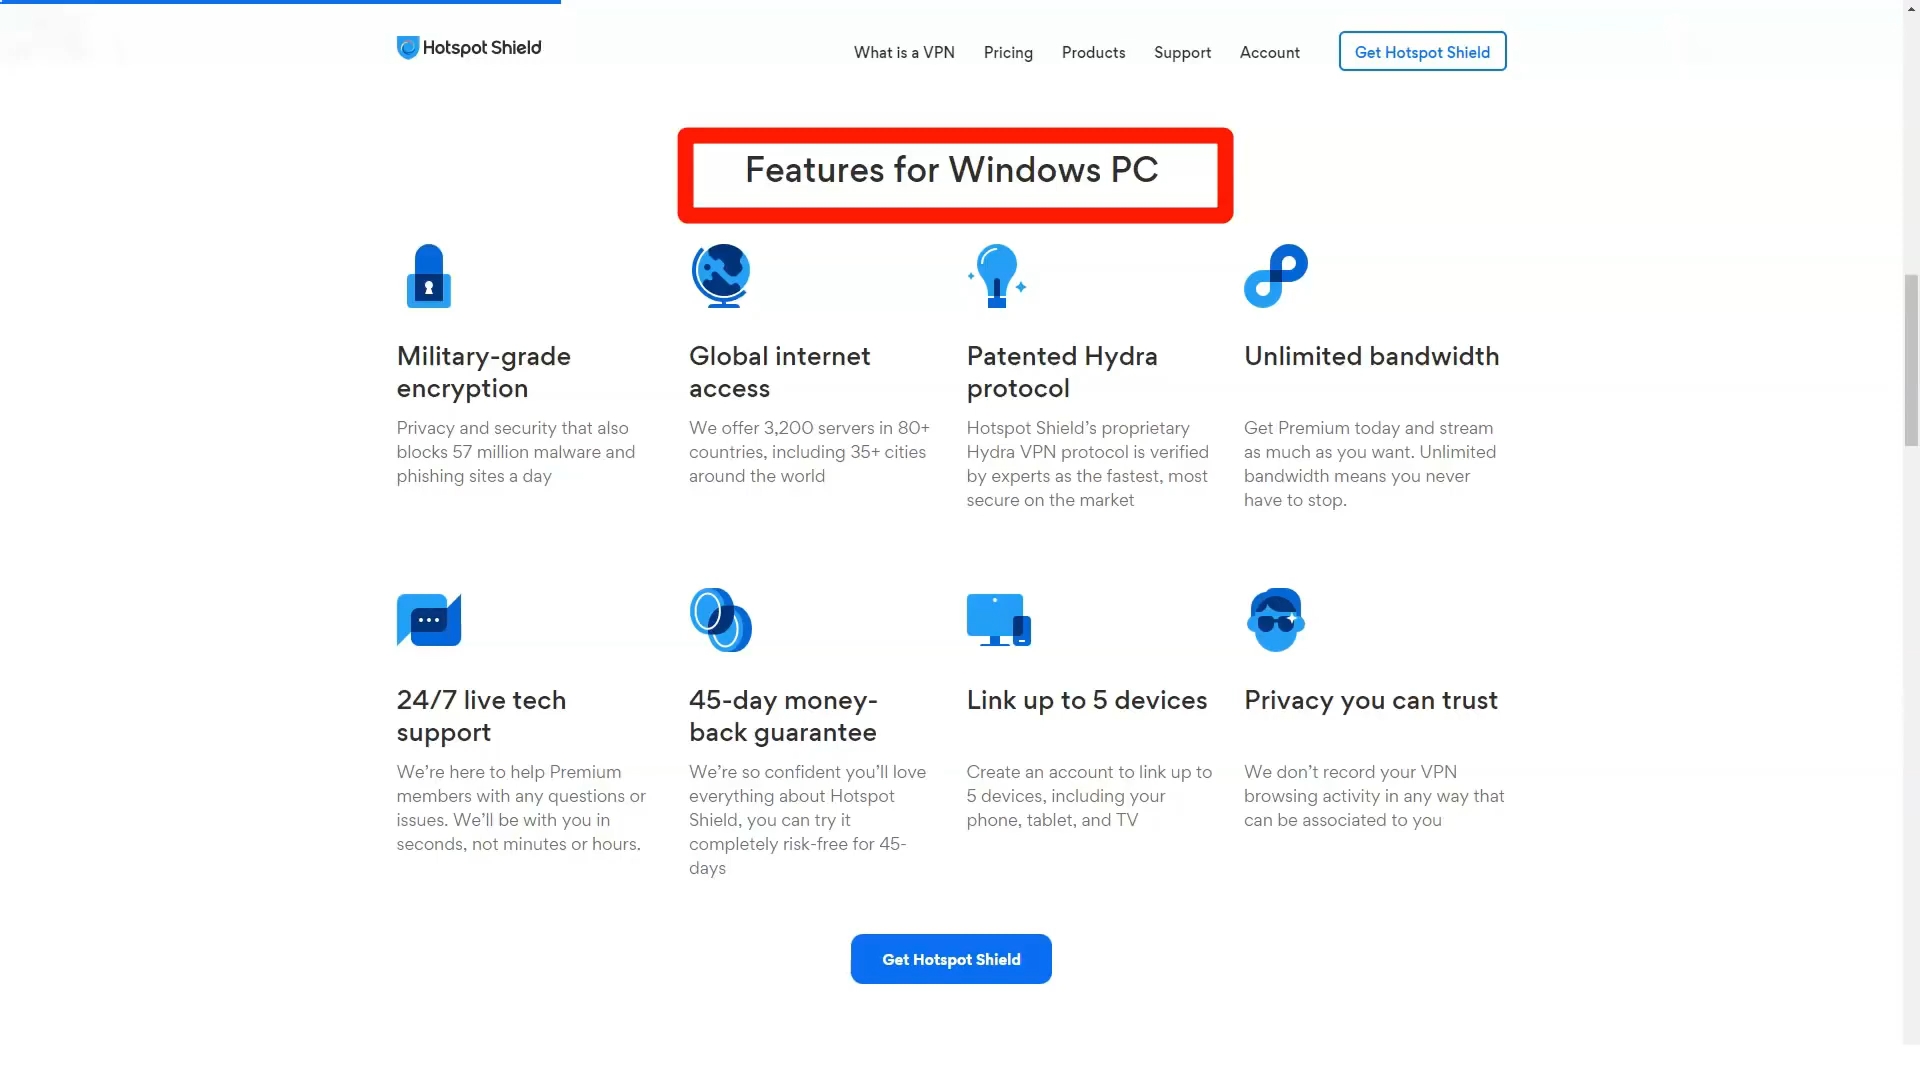 Hotspot Shield
What is a VPN
Pricing
Products
Support
Account
Get Hotspot Shield
Features for Windows PC
Military-grade
encryption
Privacy and security that also
blocks 57 million malware and
phishing sites a day
Global internet
access
We offer 3,200 servers in 80+
countries, including 35+ cities
around the world
Patented Hydra
protocol
Hotspot Shield’s proprietary
Hydra VPN protocol is verified
by experts as the fastest, most
secure on the market
Unlimited bandwidth
Get Premium today and stream
as much as you want. Unlimited
bandwidth means you never
have to stop.
24/7 live tech
support
We’re here to help Premium
members with any questions or
issues. We’ll be with you in
seconds, not minutes or hours.
45-day money-
back guarantee
We’re so confident you’ll love
everything about Hotspot
Shield, you can try it
completely risk-free for 45-
days
Link up to 5 devices
Create an account to link up to
5 devices, including your
phone, tablet, and TV
Privacy you can trust
We don’t record your VPN
browsing activity in any way that
can be associated to you
Get Hotspot Shield